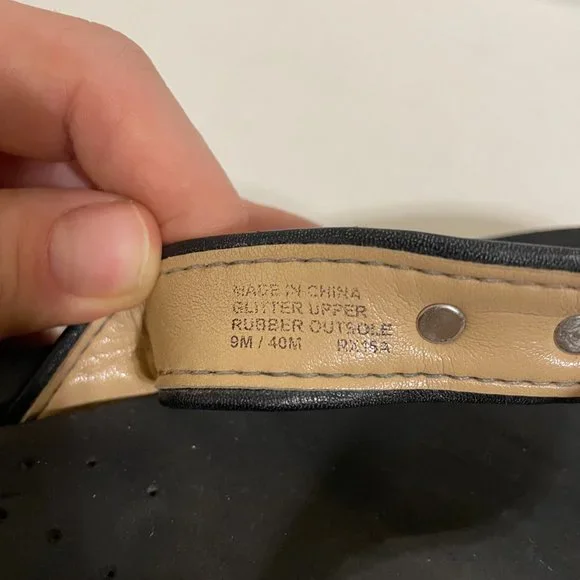 MADE IN CHINA
GLITTER UPPER
RUBBER OUTSOLE
9M / 40M